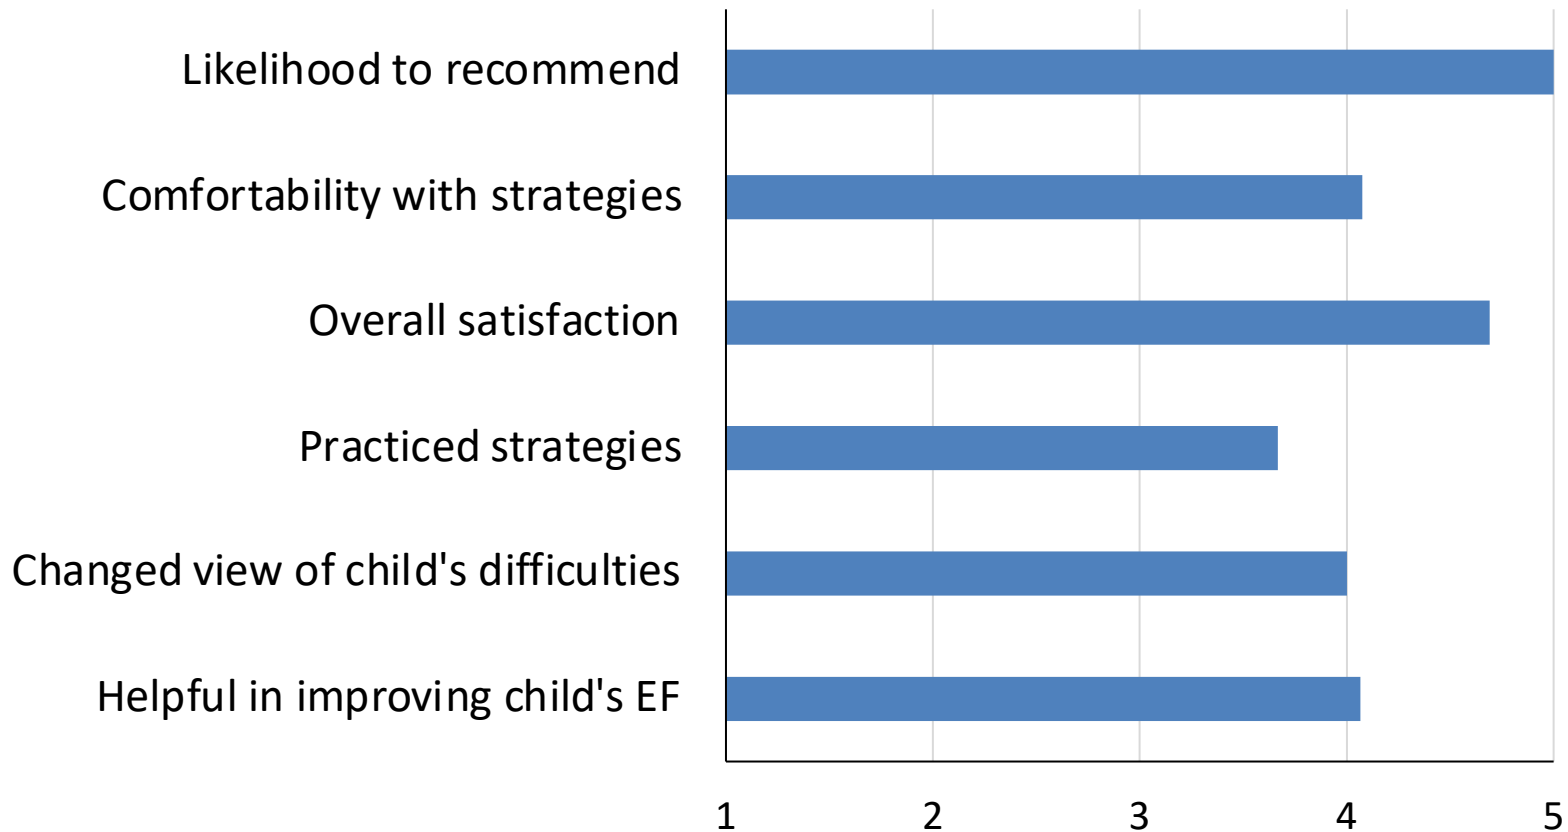 Likelihood to recommend
Comfortability with strategies
Overall satisfaction
Practiced strategies
Changed view of child's difficulties
Helpful in improving child's EF
1 2 3 4 5